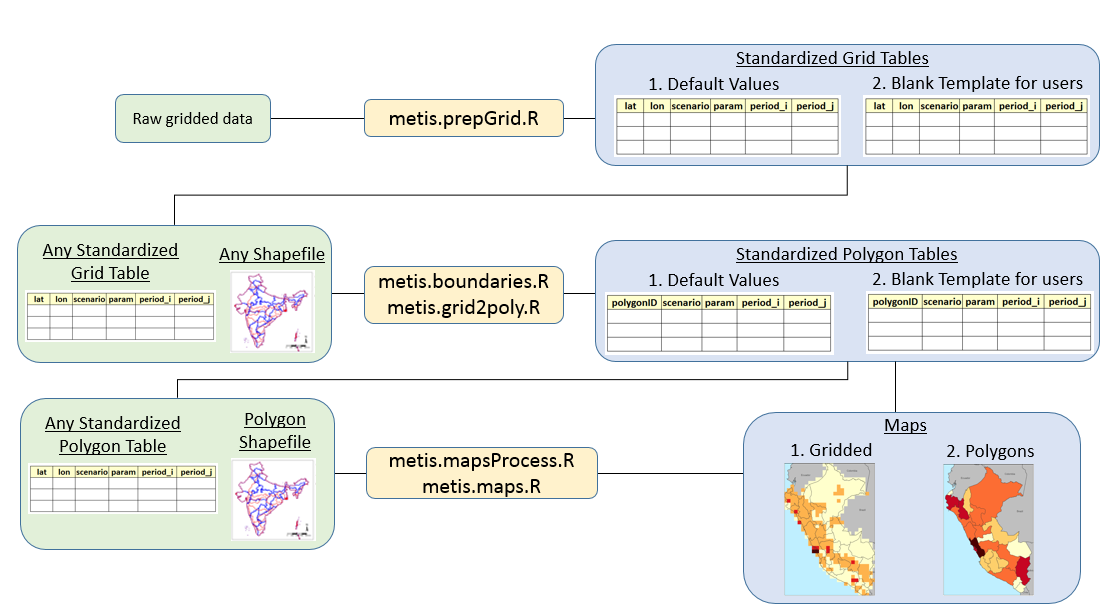 Raw gridded data
metis.prepGrid.R
Standardized Grid Tables
1. Default Values
lat lon scenario param period_i period_j
2. Blank Template for users
lat lon scenario param period_i period_j
Any Standardized
Grid Table
lat lon scenario param period_i period_j
Any Shapefile
metis.boundaries.R
metis.grid2poly.R
Standardized Polygon Tables
1. Default Values
polygonID scenario param period_i period_j
2. Blank Template for users
polygonID scenario param period_i period_j
Any Standardized
Polygon Table
lat lon scenario param period_i period_j
Polygon
Shapefile
metis.mapsProcess.R
metis.maps.R
Maps
1. Gridded
2. Polygons